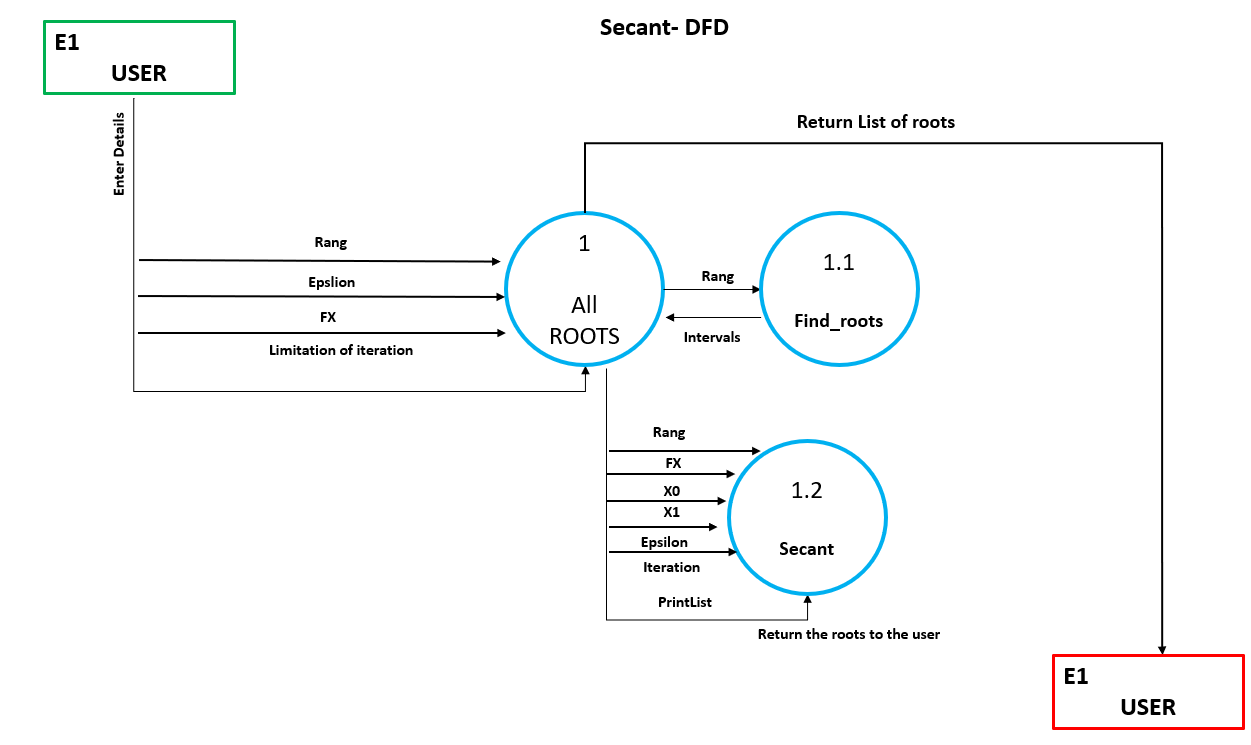 Secant- DFD
E1
USER
Enter Details
Return List of roots
Rang
Epslion
FX
Limitation of iteration
1
All
ROOTS
Rang
Intervals
1.1
Find_roots
Rang
FX
X0
X1
Epsilon
Iteration
PrintList
1.2
Secant
Return the roots to the user
E1
USER